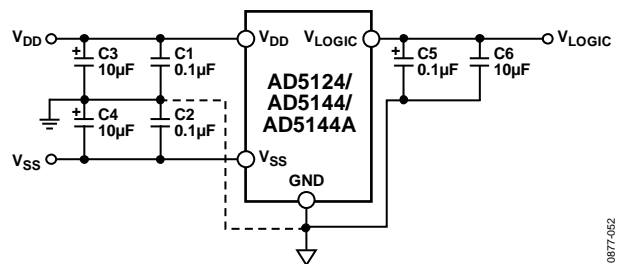 VDD
VDD
VLOGIC
VLOGIC
+
C3
10µF
C1
0.1µF
C5
0.1µF
+
C6
10µF
AD5124/
AD5144/
AD5144A
+
C4
10µF
C2
0.1µF
VSS
VSS
GND
0877-052